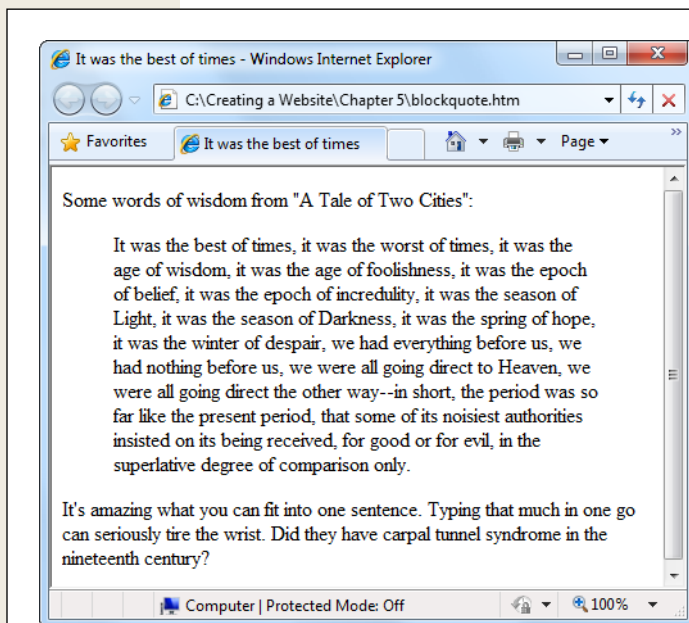 It was the best of times - Windows Internet Explorer
C:\Creating a Website\Chapter 5\blockquote.htm
Favorites
It was the best of times
Page
Some words of wisdom from "A Tale of Two Cities":
It was the best of times, it was the worst of times, it was the
age of wisdom, it was the age of foolishness, it was the epoch
of belief, it was the epoch of incredulity, it was the season of
Light, it was the season of Darkness, it was the spring of hope,
it was the winter of despair, we had everything before us, we
had nothing before us, we were all going direct to Heaven, we
were all going direct the other way--in short, the period was so
far like the present period, that some of its noisiest authorities
insisted on its being received, for good or for evil, in the
superlative degree of comparison only.
It's amazing what you can fit into one sentence. Typing that much in one go
can seriously tire the wrist. Did they have carpal tunnel syndrome in the
nineteenth century?
Computer | Protected Mode: Off
100%